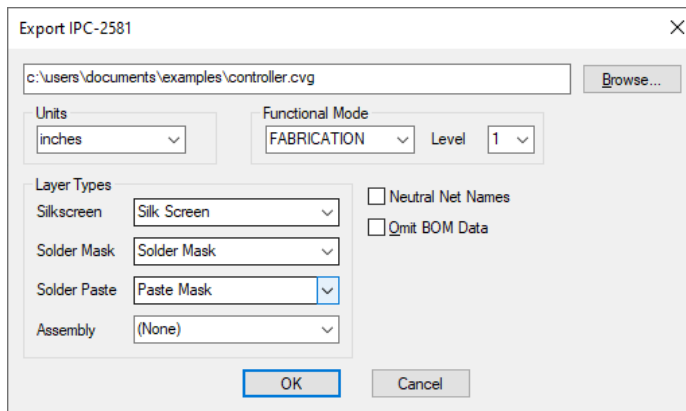 Export IPC-2581
c:\users\documents\examples\controller.cvg
Browse...
Units
inches
Functional Mode
FABRICATION
Level
1
Layer Types
Silkscreen
Silk Screen
Solder Mask
Solder Mask
Solder Paste
Paste Mask
Assembly
(None)
Neutral Net Names
Omit BOM Data
OK
Cancel